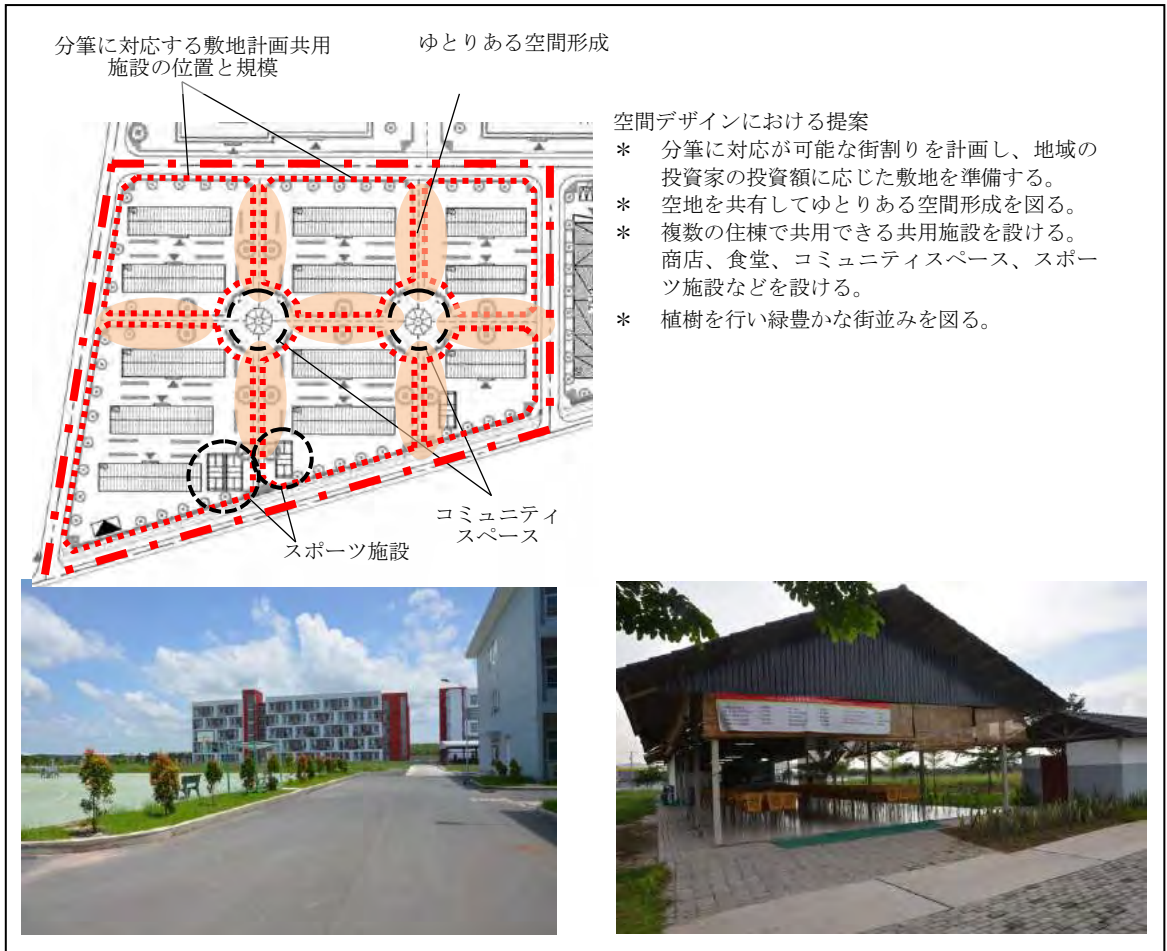 分筆に対応する敷地計画共用
施設の位置と規模
ゆとりある空間形成
空間デザインにおける提案
* 分筆に対応が可能な街割りを計画し、地域の
投資家の投資額に応じた敷地を準備する。
* 空地を共有してゆとりある空間形成を図る。
* 複数の住棟で共用できる共用施設を設ける。
商店、食堂、コミュニティスペース、スポー
ツ施設などを設ける。
* 植樹を行い緑豊かな街並みを図る。
コミュニティ
スペース
スポーツ施設